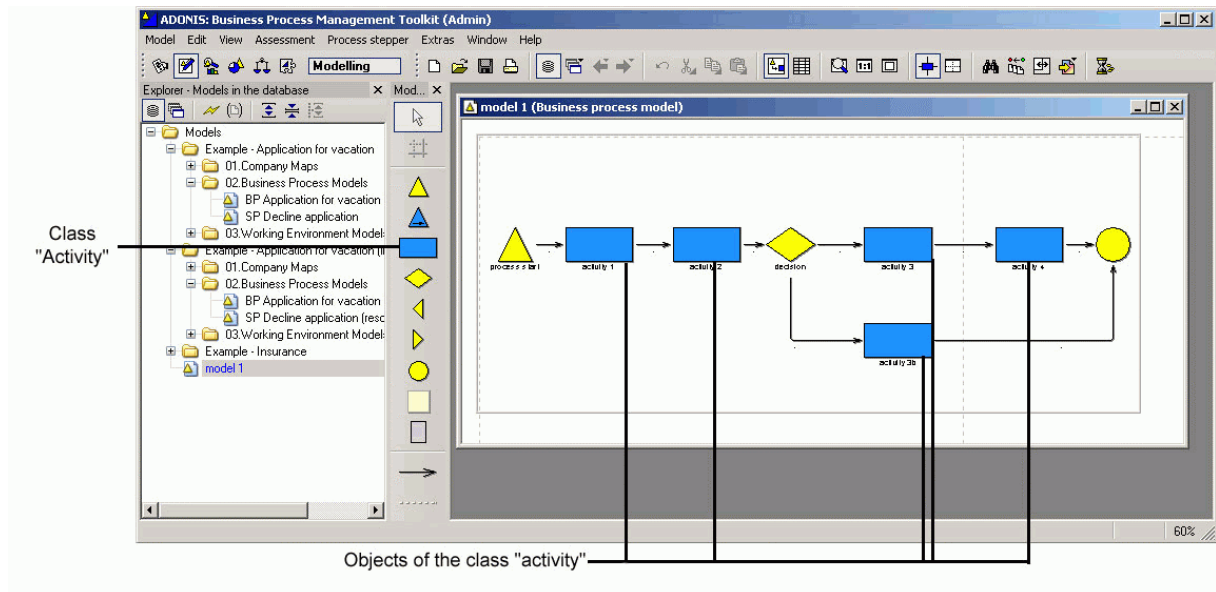 ADONIS: Business Process Management Toolkit (Admin)
Model Edit View Assessment Process stepper Extras Window Help
Modelling
Explorer - Models in the database
Mod...
Models
Example - Application for vacation
01.Company Maps
02.Business Process Models
BP Application for vacation
SP Decline application
03.Working Environment Model
Example - Application for vacation (
01.Company Maps
02.Business Process Models
BP Application for vacation
SP Decline application (resc
03.Working Environment Model
Example - Insurance
model 1
Class
"Activity"
model 1 (Business process model)
process start
activity 1
activity 2
decision
activity 3
activity 4
activity 3b
60%
Objects of the class "activity"